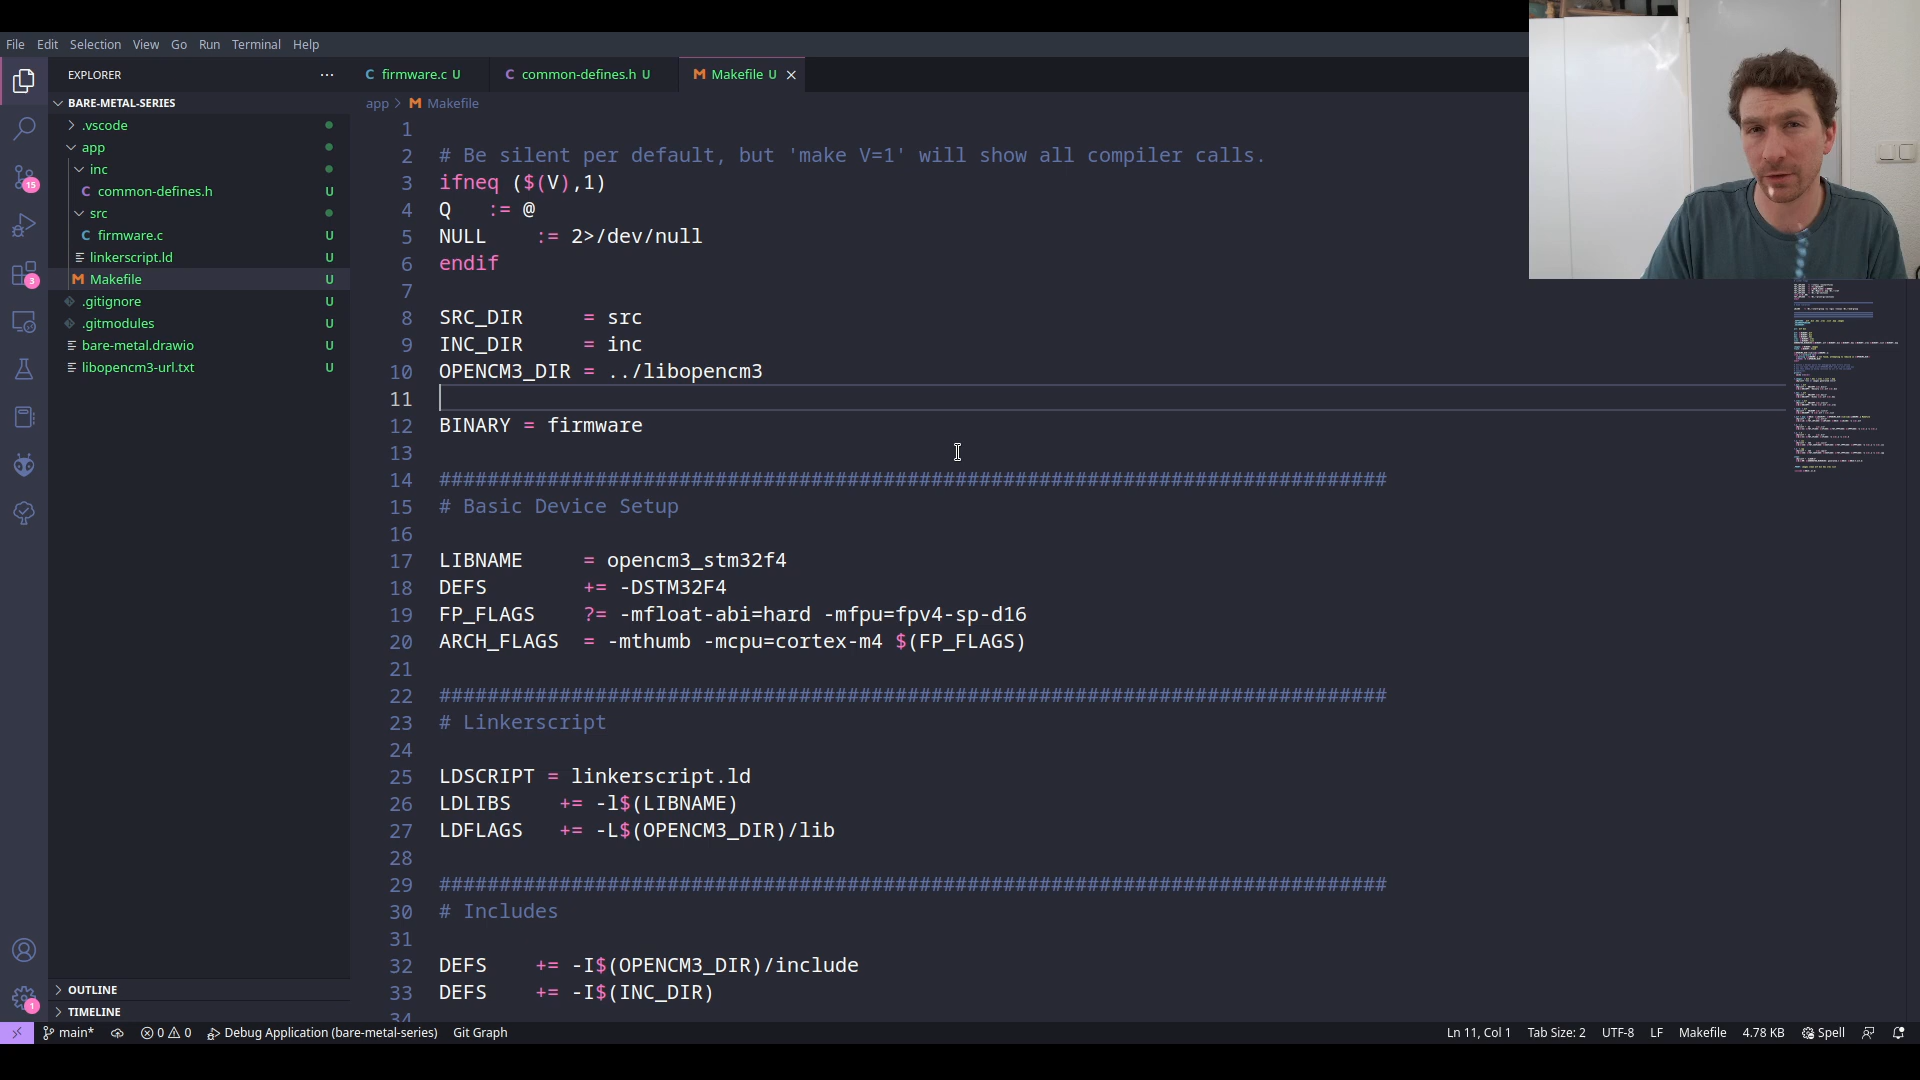 File Edit Selection View Go Run Terminal Help
EXPLORER ···
firmware.c U
common-defines.h U
Makefile U
BARE-METAL-SERIES
.vscode
app
inc
common-defines.h U
src
firmware.c U
linkerscript.ld U
Makefile U
.gitignore U
.gitmodules U
bare-metal.drawio U
libopencm3-url.txt U
OUTLINE
TIMELINE
15
3
1
app > Makefile
1
2 # Be silent per default, but 'make V=1' will show all compiler calls.
3 ifneq ($(V),1)
4 Q := @
5 NULL := 2>/dev/null
6 endif
7
8 SRC_DIR = src
9 INC_DIR = inc
10 OPENCM3_DIR = ../libopencm3
11
12 BINARY = firmware
13
14 ###############################################################################
15 # Basic Device Setup
16
17 LIBNAME = opencm3_stm32f4
18 DEFS += -DSTM32F4
19 FP_FLAGS ?= -mfloat-abi=hard -mfpu=fpv4-sp-d16
20 ARCH_FLAGS = -mthumb -mcpu=cortex-m4 $(FP_FLAGS)
21
22 ###############################################################################
23 # Linkerscript
24
25 LDSCRIPT = linkerscript.ld
26 LDLIBS += -l$(LIBNAME)
27 LDFLAGS += -L$(OPENCM3_DIR)/lib
28
29 ###############################################################################
30 # Includes
31
32 DEFS += -I$(OPENCM3_DIR)/include
33 DEFS += -I$(INC_DIR)
34
main* 0 0 Debug Application (bare-metal-series) Git Graph Ln 11, Col 1 Tab Size: 2 UTF-8 LF Makefile 4.78 KB Spell